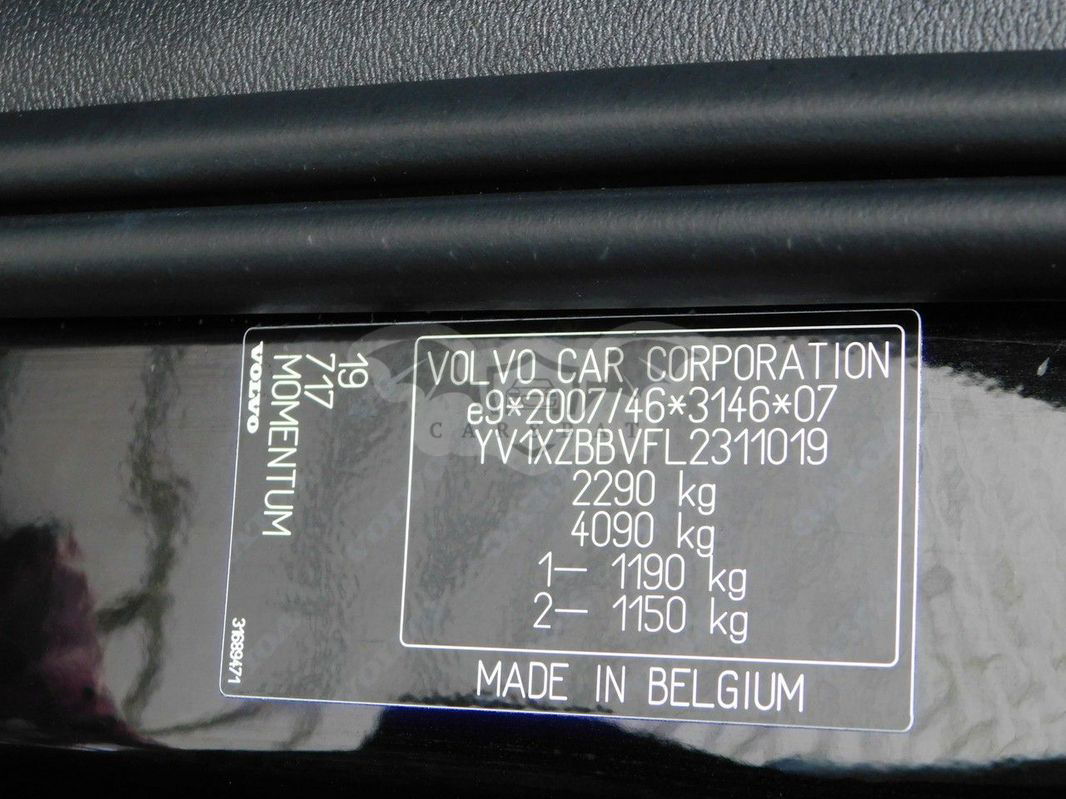 VOLVO CAR CORPORATION
e9*2007/46*3146*07
YV1XZBBVFL2311019
2290 kg
4090 kg
1– 1190 kg
2– 1150 kg
MADE IN BELGIUM
19
717
MOMENTUM
VOLVO
31689471